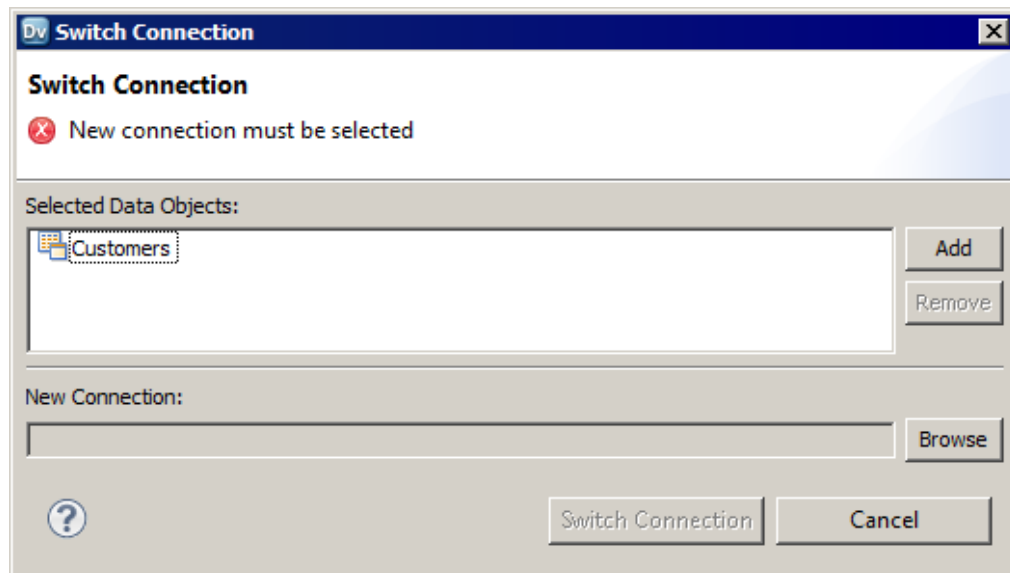 Dv Switch Connection
Switch Connection
New connection must be selected
Selected Data Objects:
Customers
Add
Remove
New Connection:
Browse
?
Switch Connection
Cancel